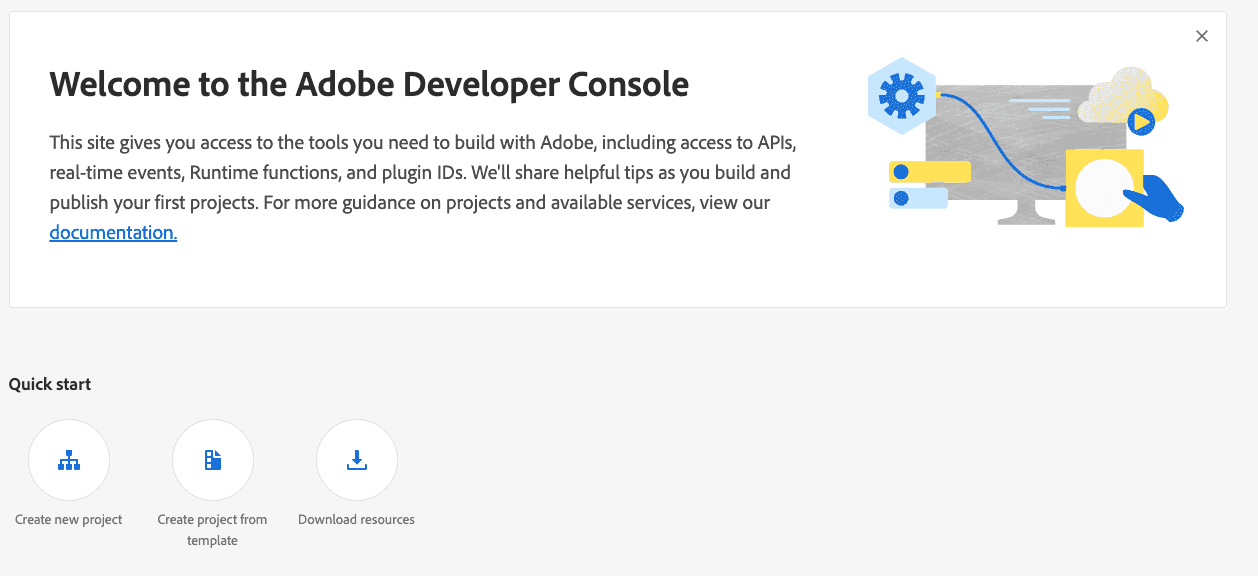 Welcome to the Adobe Developer Console
This site gives you access to the tools you need to build with Adobe, including access to APIs,
real-time events, Runtime functions, and plugin IDs. We'll share helpful tips as you build and
publish your first projects. For more guidance on projects and available services, view our
documentation.
Quick start
Create new project
Create project from
template
Download resources